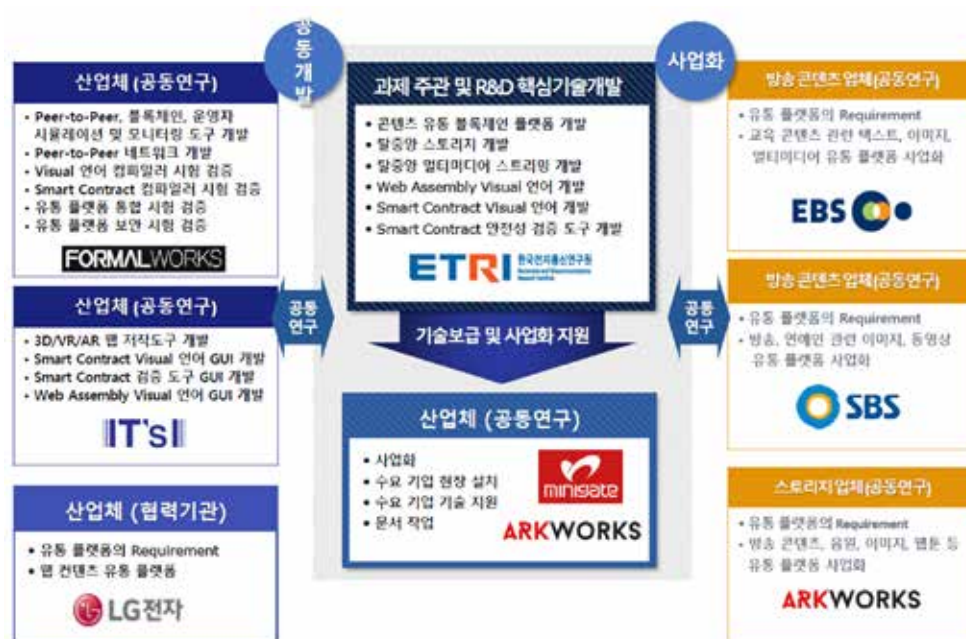 공동개발
산업체 (공동연구)
• Peer-to-Peer, 블록체인, 운영자
시뮬레이션 및 모니터링 도구 개발
• Peer-to-Peer 네트워크 개발
• Visual 언어 컴파일러 시험 검증
• Smart Contract 컴파일러 시험 검증
• 유통 플랫폼 통합 시험 검증
• 유통 플랫폼 보안 시험 검증
FORMALWORKS
산업체 (공동연구)
• 3D/VR/AR 웹 저작도구 개발
• Smart Contract Visual 언어 GUI 개발
• Smart Contract 검증 도구 GUI 개발
• Web Assembly Visual 언어 GUI 개발
IT's
산업체 (협력기관)
• 유통 플랫폼의 Requirement
• 웹 컨텐츠 유통 플랫폼
LG전자
공동
연구
과제 주관 및 R&D 핵심기술개발
• 콘텐츠 유통 블록체인 플랫폼 개발
• 탈중앙 스토리지 개발
• 탈중앙 멀티미디어 스트리밍 개발
• Web Assembly Visual 언어 개발
• Smart Contract Visual 언어 개발
• Smart Contract 안전성 검증 도구 개발
ETRI 한국전자통신연구원
기술보급 및 사업화 지원
산업체 (공동연구)
• 사업화
• 수요 기업 현장 설치
• 수요 기업 기술 지원
• 문서 작업
minigate
ARKWORKS
공동
연구
사업화
방송 콘텐츠 업체(공동연구)
• 유통 플랫폼의 Requirement
• 교육 콘텐츠 관련 텍스트, 이미지,
멀티미디어 유통 플랫폼 사업화
EBS
방송 콘텐츠 업체(공동연구)
• 유통 플랫폼의 Requirement
• 방송, 연예인 관련 이미지, 동영상
유통 플랫폼 사업화
SBS
스토리지 업체(공동연구)
• 유통 플랫폼의 Requirement
• 방송 콘텐츠, 음원, 이미지, 웹툰 등
유통 플랫폼 사업화
ARKWORKS